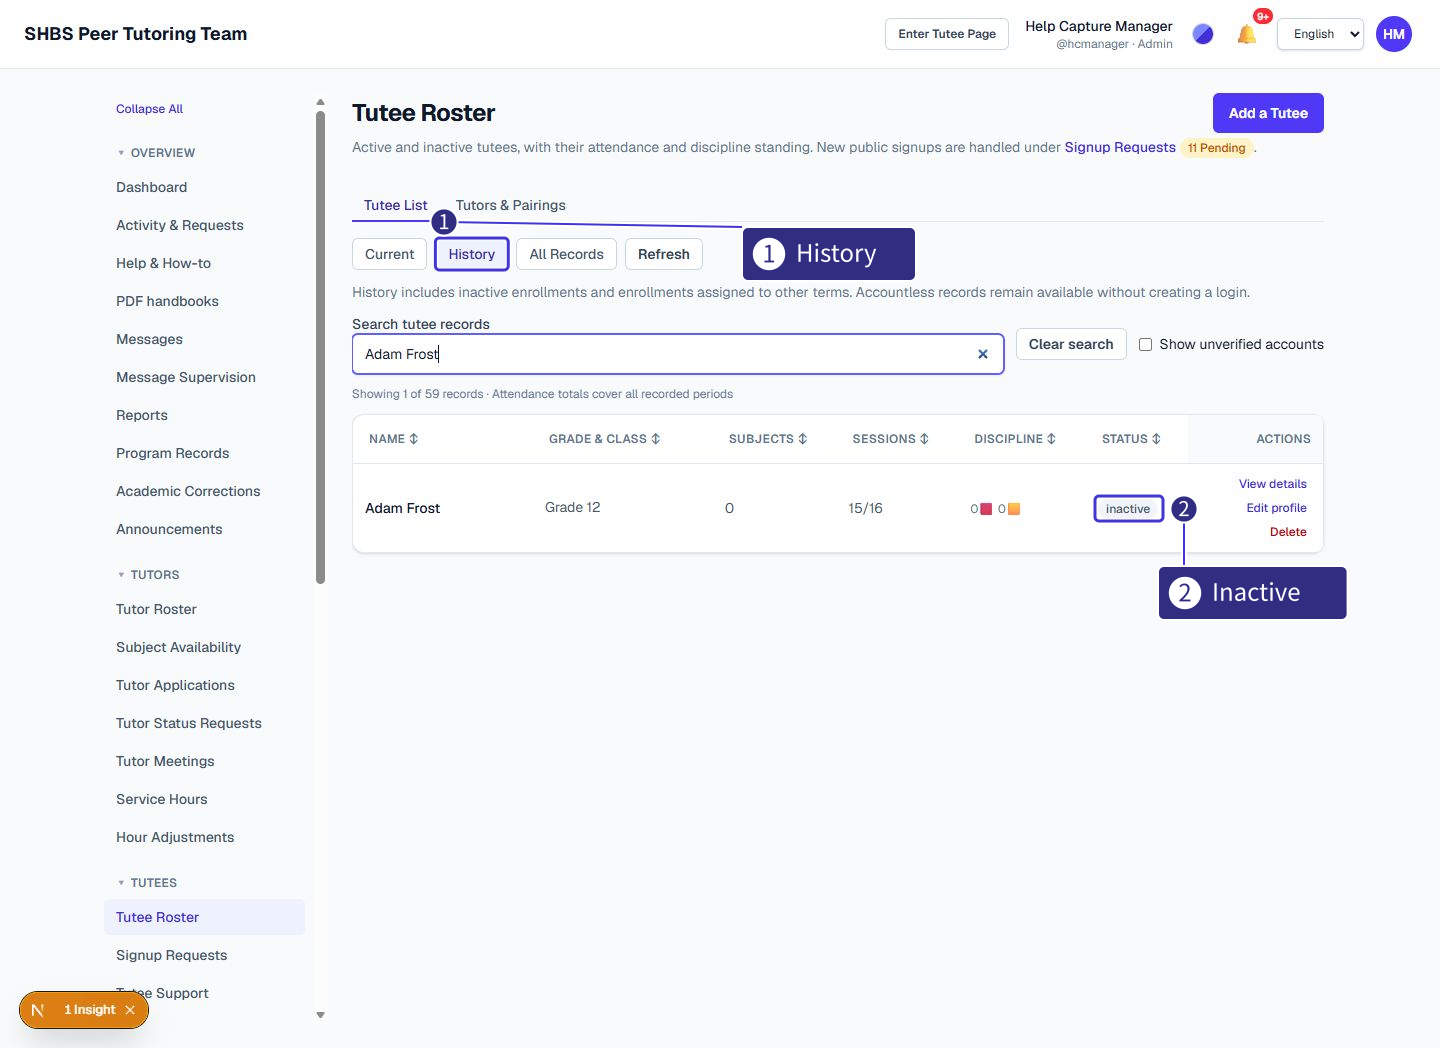 SHBS Peer Tutoring Team
Enter Tutee Page
Help Capture Manager
@hcmanager · Admin
9+
English
HM
Collapse All
OVERVIEW
Dashboard
Activity & Requests
Help & How-to
PDF handbooks
Messages
Message Supervision
Reports
Program Records
Academic Corrections
Announcements
TUTORS
Tutor Roster
Subject Availability
Tutor Applications
Tutor Status Requests
Tutor Meetings
Service Hours
Hour Adjustments
TUTEES
Tutee Roster
Signup Requests
Tutee Support
1 Insight
Tutee Roster
Add a Tutee
Active and inactive tutees, with their attendance and discipline standing. New public signups are handled under Signup Requests 11 Pending .
Tutee List Tutors & Pairings
1
Current History All Records Refresh
1 History
History includes inactive enrollments and enrollments assigned to other terms. Accountless records remain available without creating a login.
Search tutee records
Adam Frost
Clear search Show unverified accounts
Showing 1 of 59 records · Attendance totals cover all recorded periods
NAME GRADE & CLASS SUBJECTS SESSIONS DISCIPLINE STATUS ACTIONS
Adam Frost Grade 12 0 15/16 0 0 inactive 2
View details
Edit profile
Delete
2 Inactive